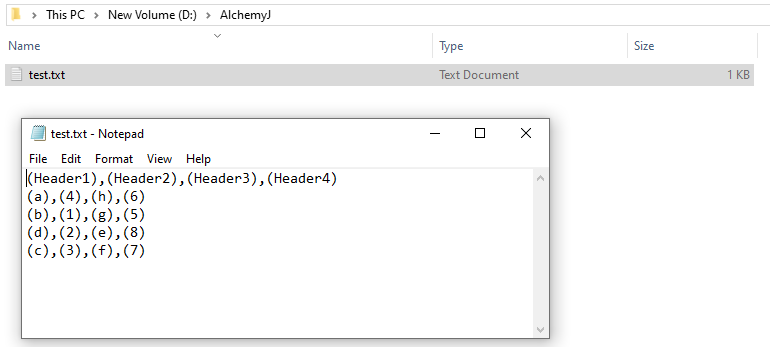 This PC > New Volume (D:) > AlchemyJ
Name Type Size
test.txt Text Document 1 KB
test.txt - Notepad
File Edit Format View Help
(Header1),(Header2),(Header3),(Header4)
(a),(4),(h),(6)
(b),(1),(g),(5)
(d),(2),(e),(8)
(c),(3),(f),(7)